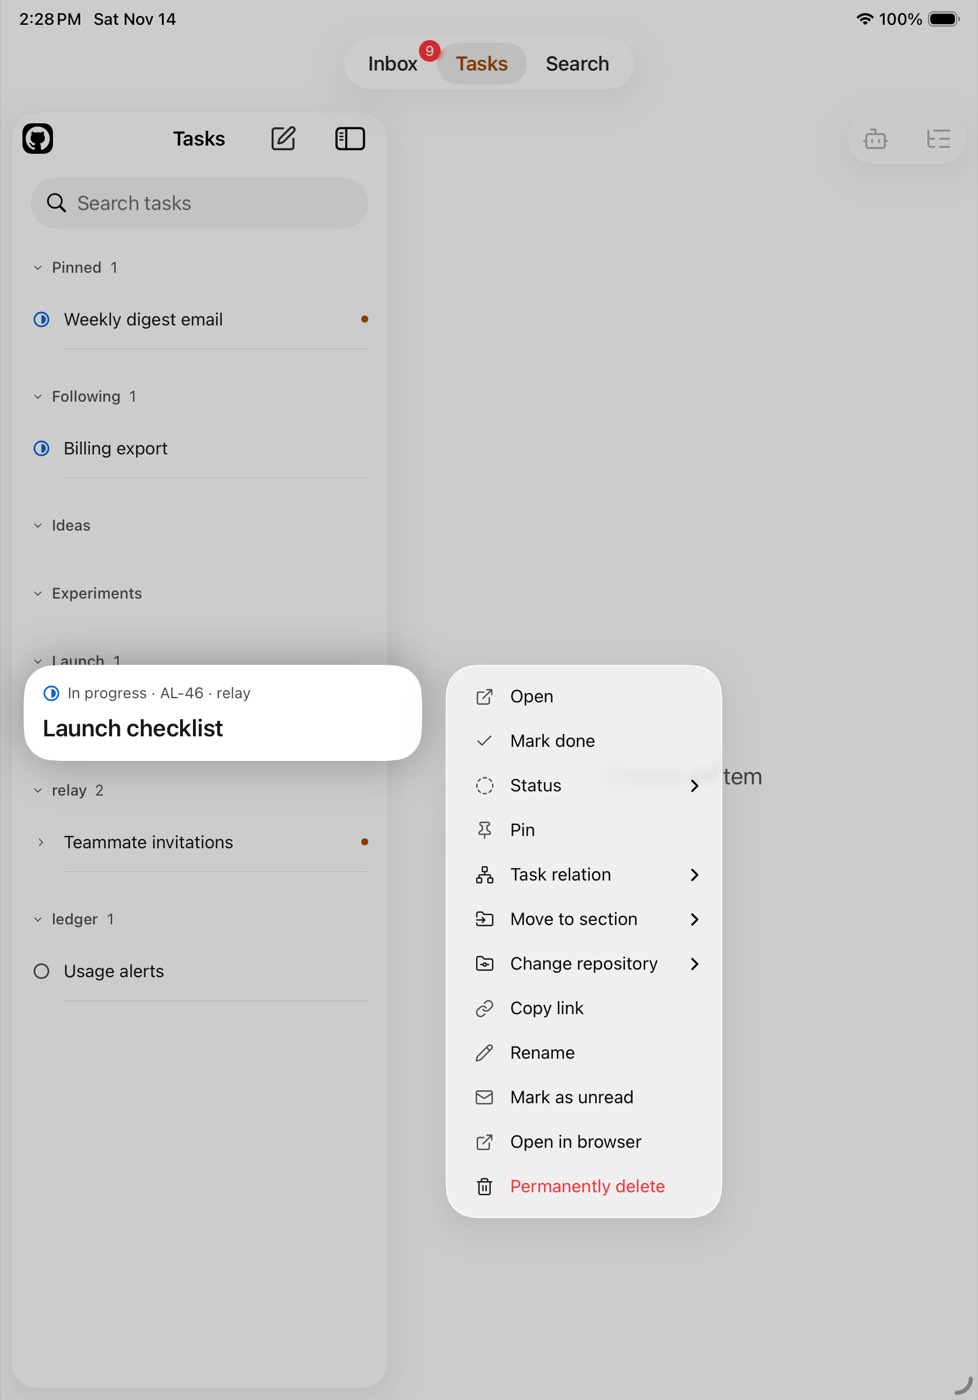 2:28 PM Sat Nov 14
100%
Inbox 9
Tasks
Search
Tasks
Search tasks
Pinned 1
Weekly digest email
Following 1
Billing export
Ideas
Experiments
Launch 1
In progress · AL-46 · relay
Launch checklist
relay 2
Teammate invitations
ledger 1
Usage alerts
Open
Mark done
Status
Pin
Task relation
Move to section
Change repository
Copy link
Rename
Mark as unread
Open in browser
Permanently delete